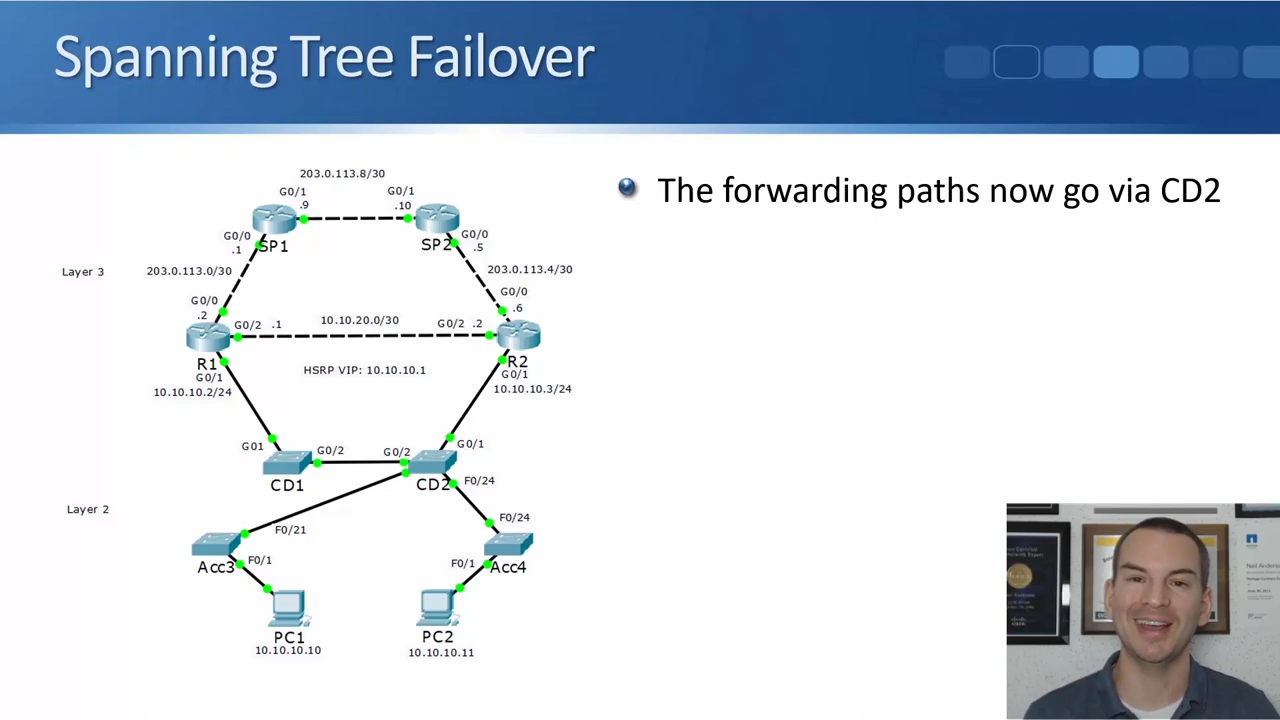 Spanning Tree Failover
The forwarding paths now go via CD2
203.0.113.8/30
G0/1
G0/1
.9
.10
SP1
SP2
G0/0
.1
G0/0
.5
Layer 3
203.0.113.0/30
203.0.113.4/30
G0/0
.2
G0/0
.6
G0/2 .1
10.10.20.0/30
G0/2 .2
R1
R2
HSRP VIP: 10.10.10.1
G0/1
10.10.10.2/24
G0/1
10.10.10.3/24
G01
G0/2
G0/2
G0/1
CD1
CD2
F0/24
Layer 2
F0/21
F0/24
Acc3
F0/1
F0/1
Acc4
PC1
10.10.10.10
PC2
10.10.10.11